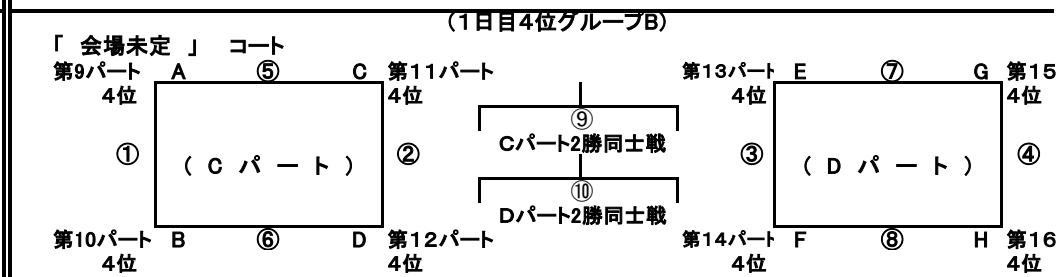 (1日目4位グループB)
「 会場未定 」 コート
第9パート A ⑤ C 第11パート 第13パート E ⑦ G 第15
4位 4位 4位 4位
⑨
① ( C パ ー ト ) ② Cパート2勝同士戦 ③ ( D パ ー ト ) ④
⑩
Dパート2勝同士戦
第10パート B ⑥ D 第12パート 第14パート F ⑧ H 第16
4位 4位 4位 4位